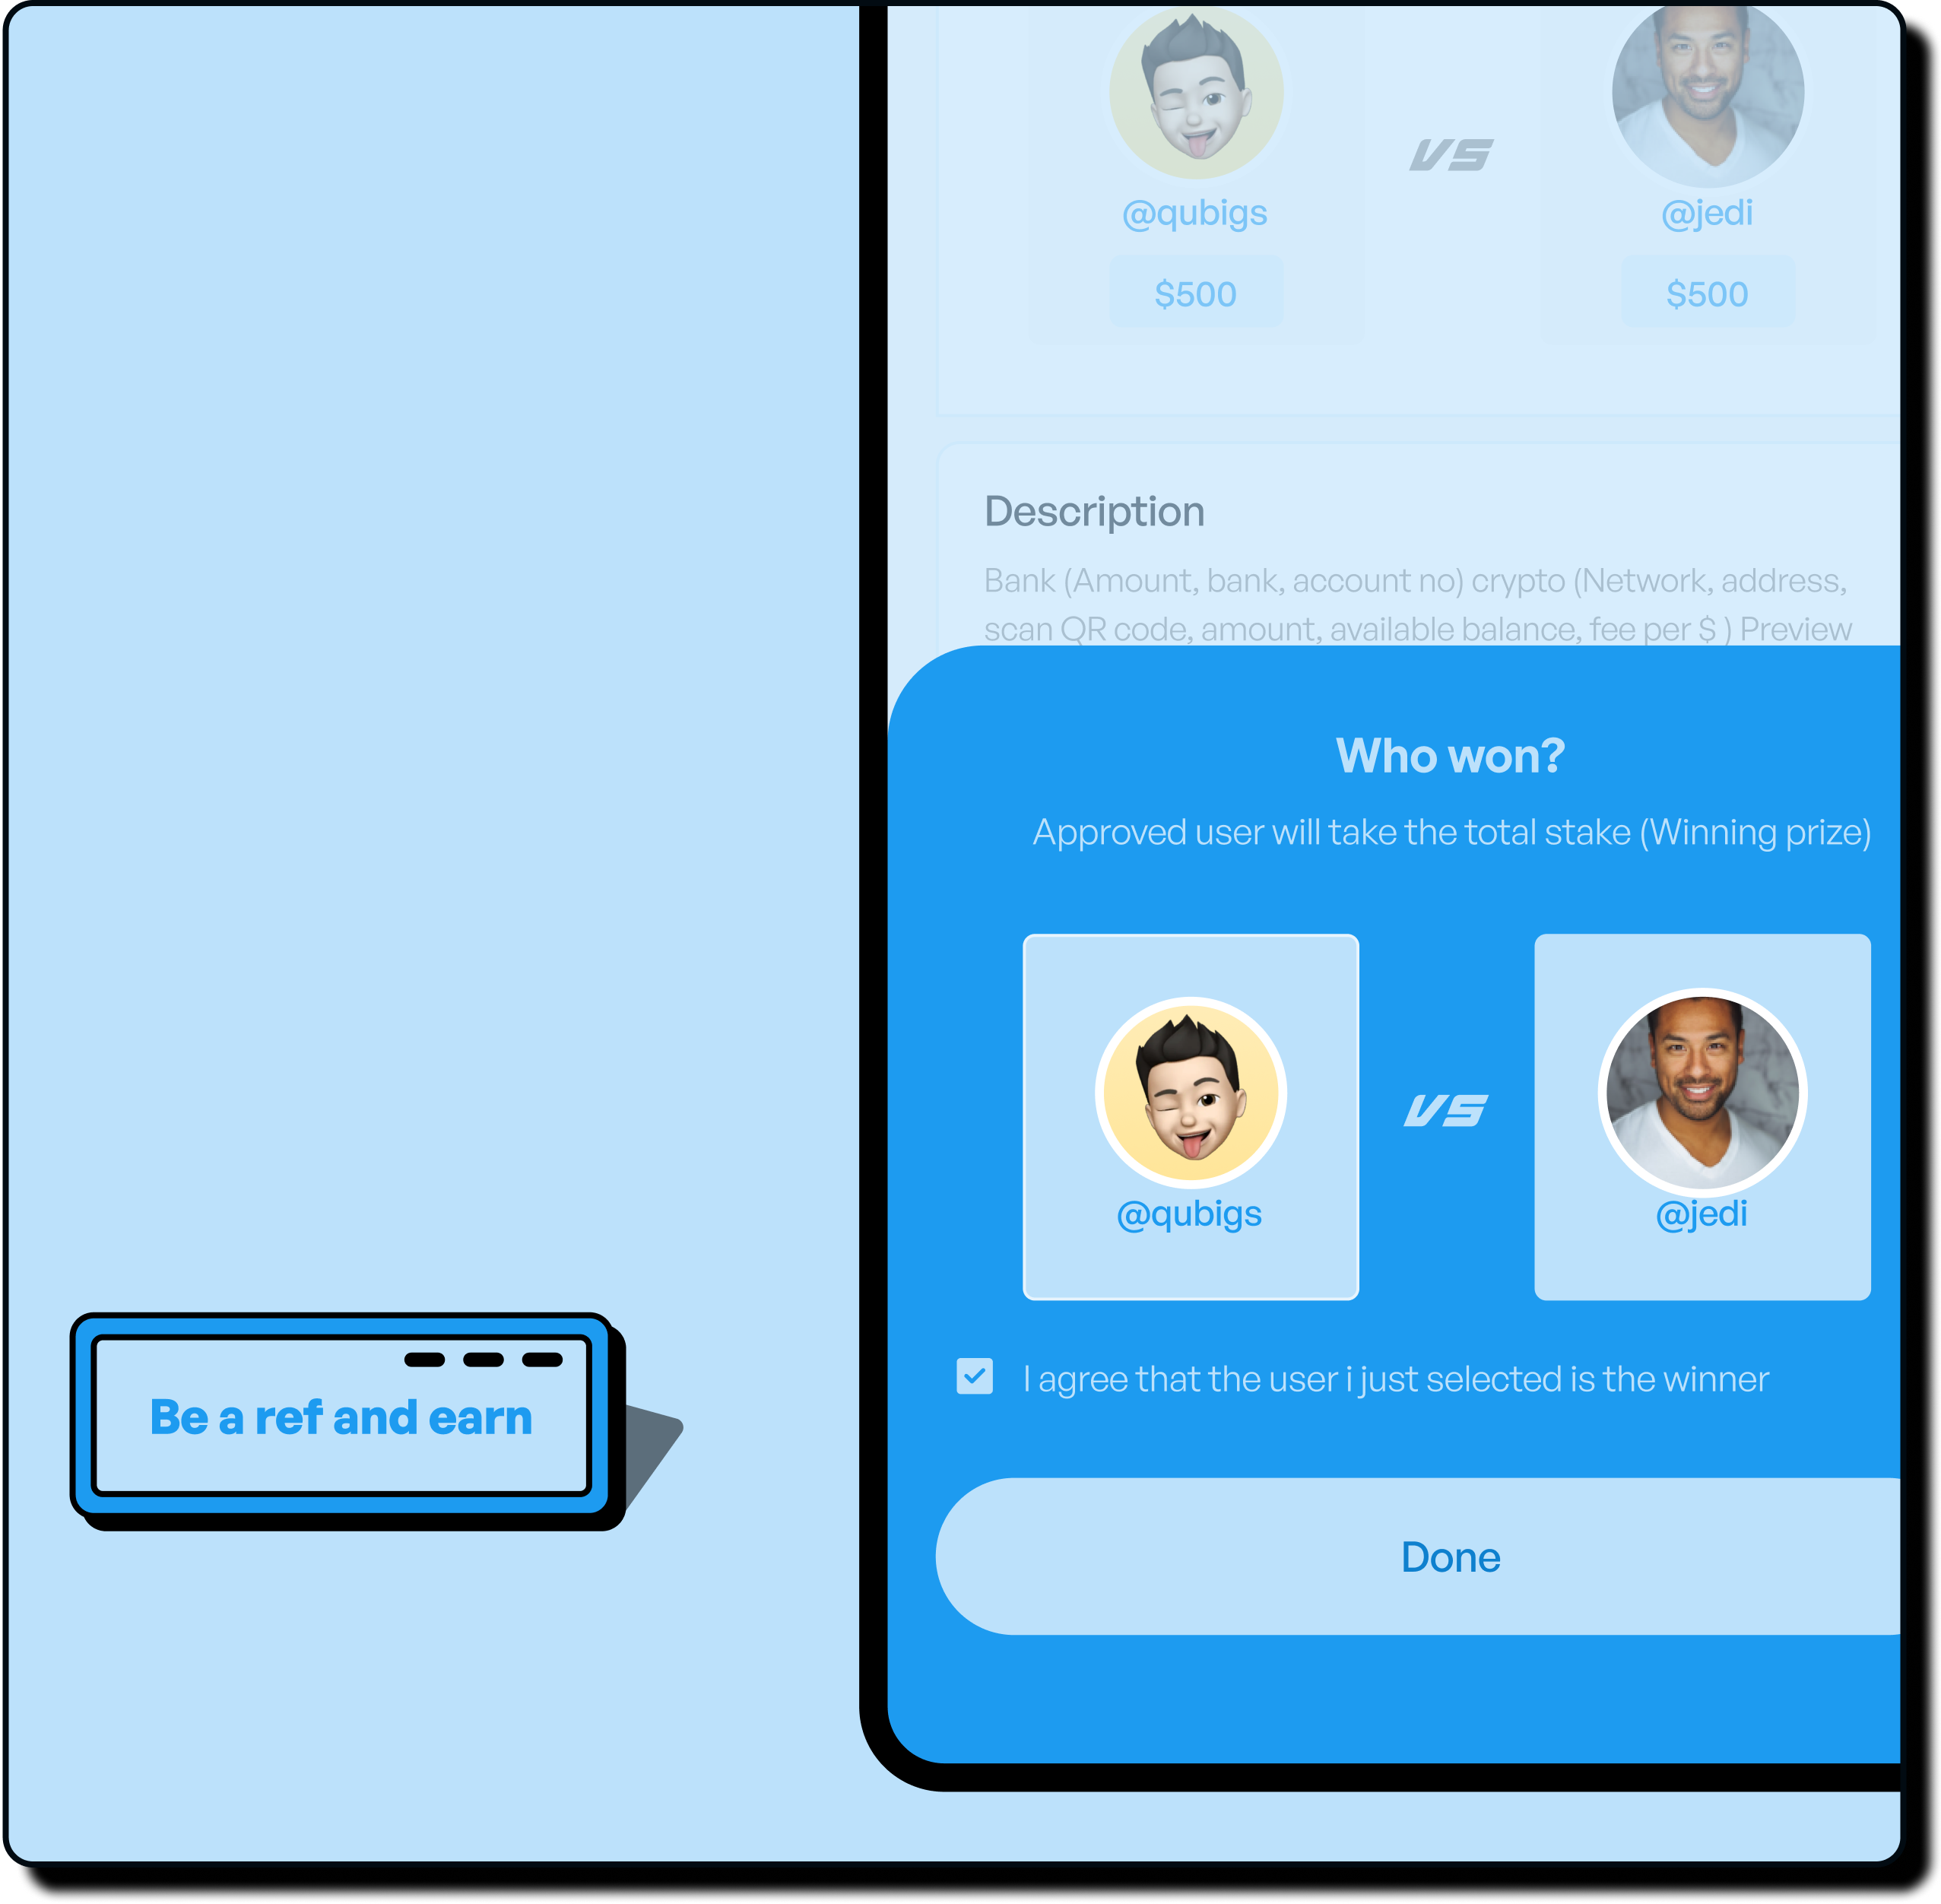 @qubigs
VS
@jedi
$500
$500
Description
Bank (Amount, bank, account no) crypto (Network, address,
scan QR code, amount, available balance, fee per $ ) Preview
Who won?
Approved user will take the total stake (Winning prize)
@qubigs
VS
@jedi
I agree that the user i just selected is the winner
Be a ref and earn
Done